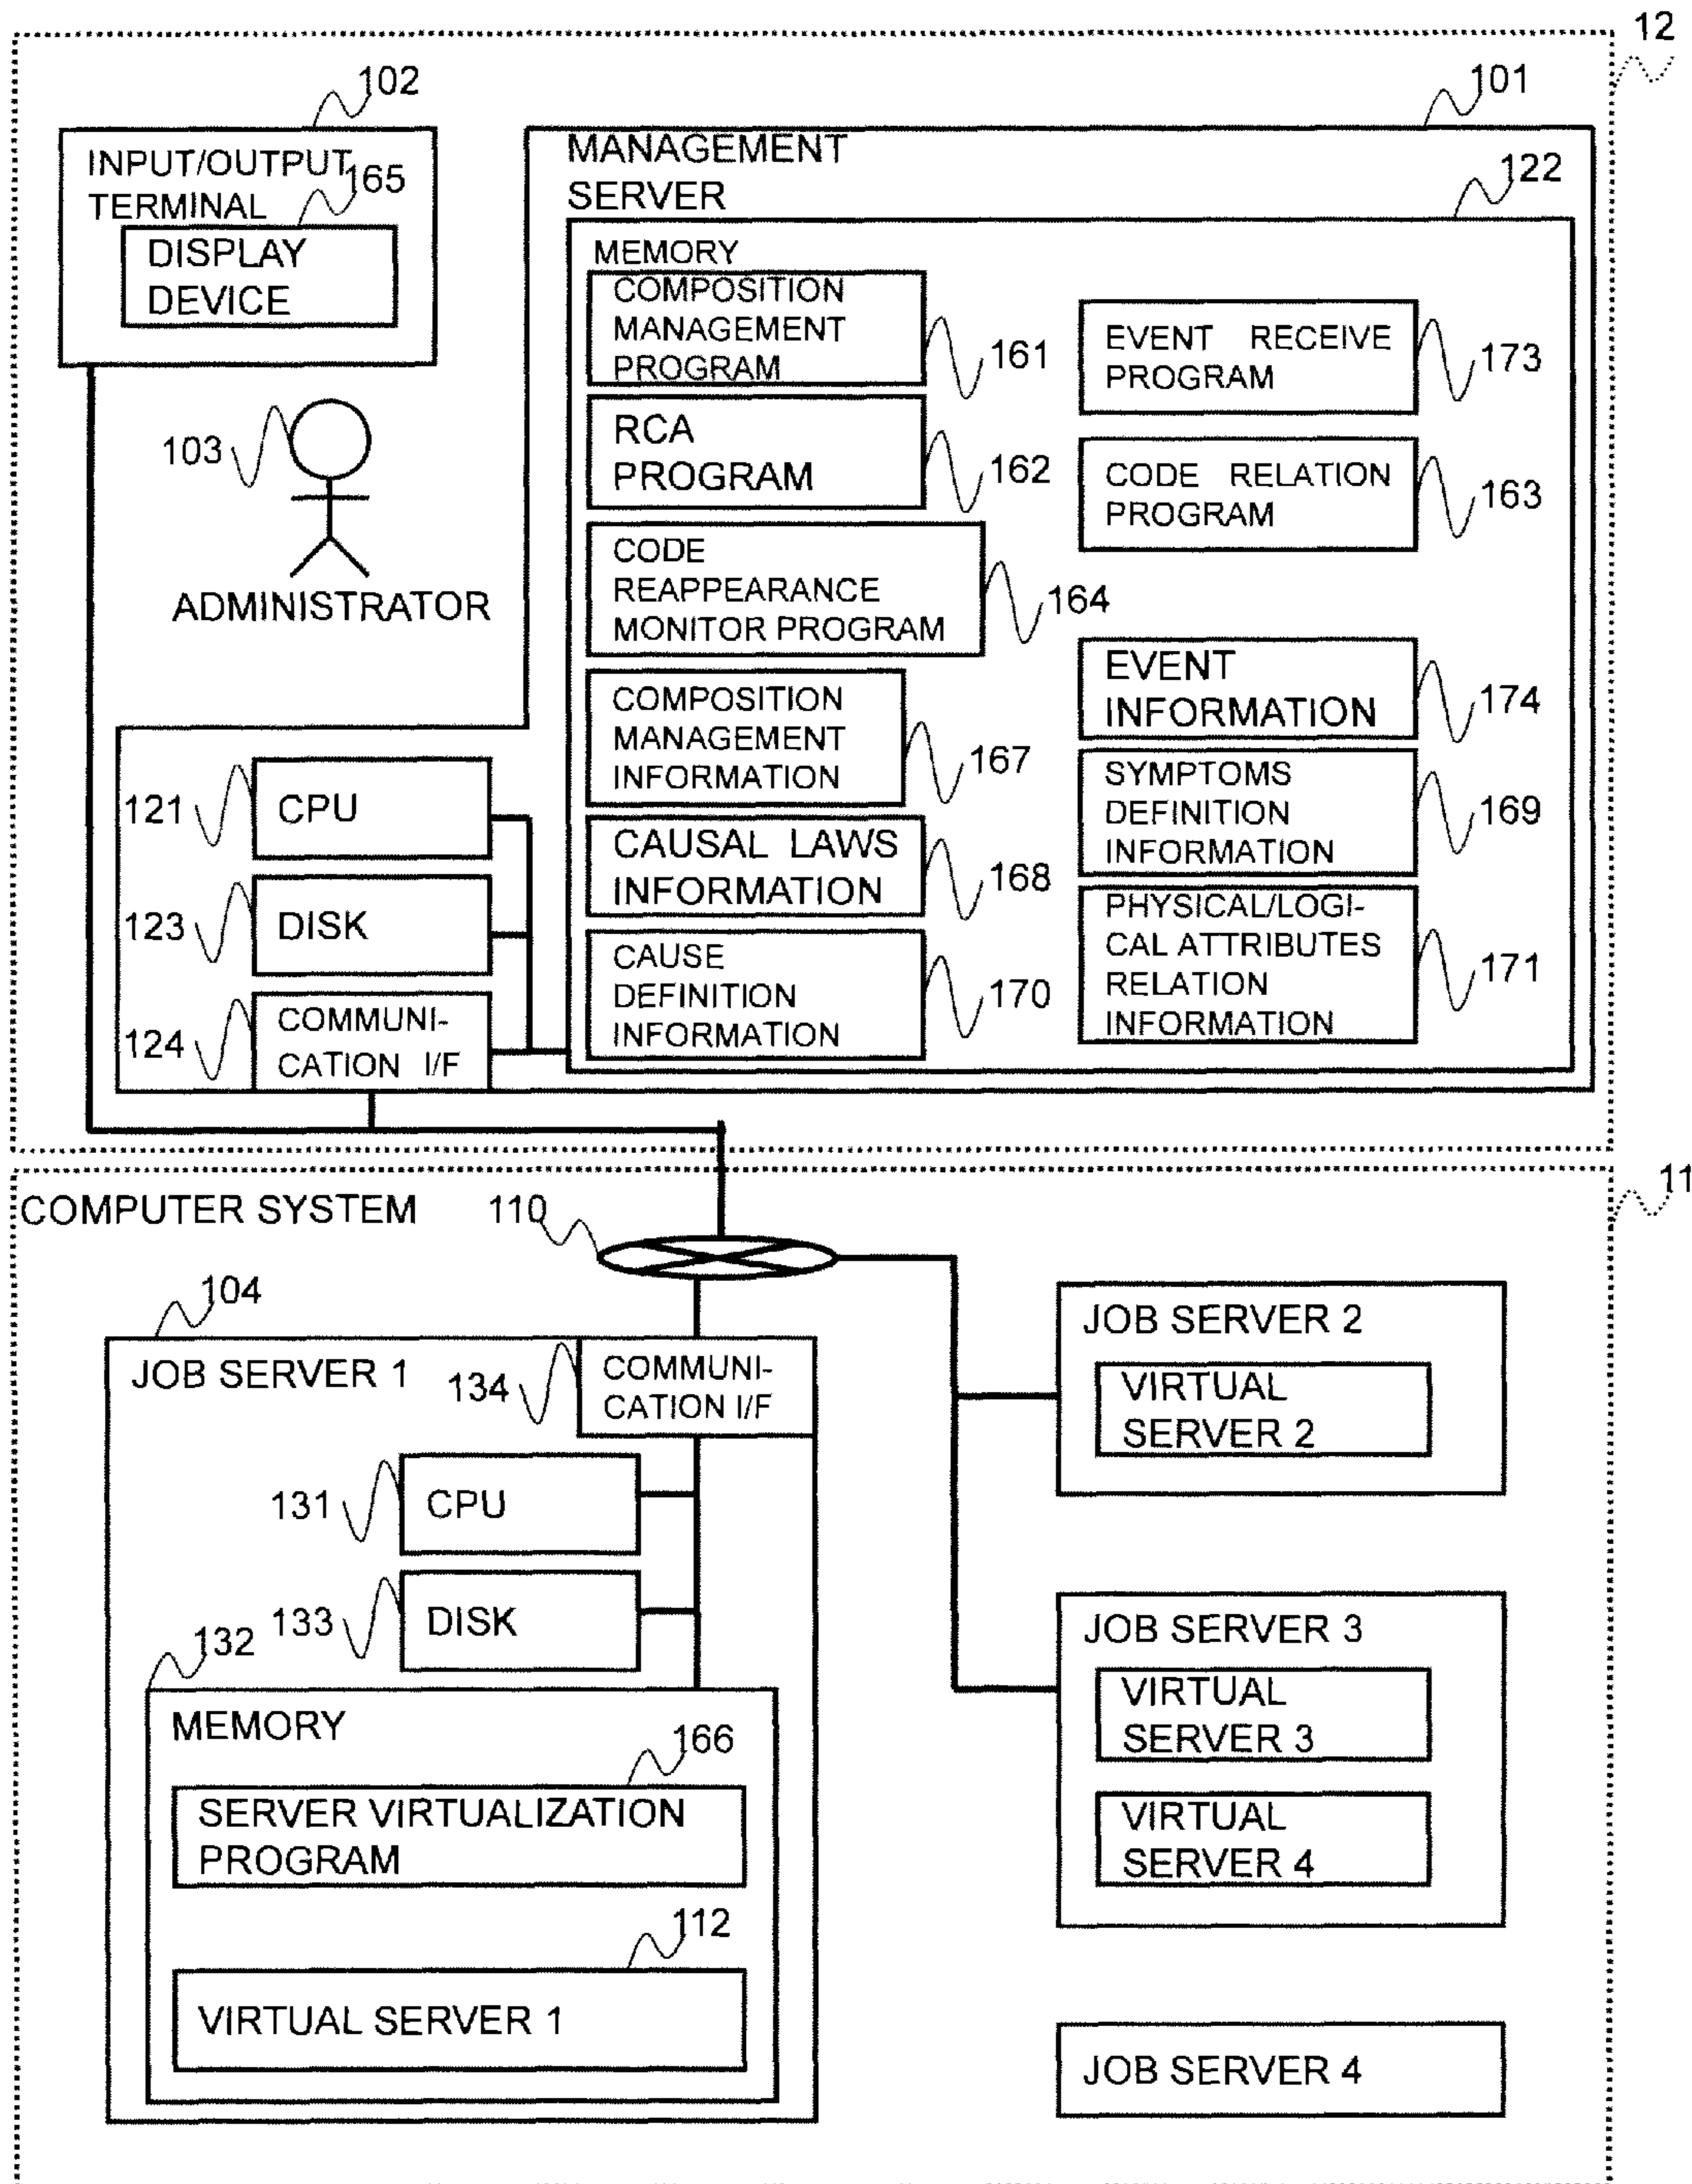 12
102
101
INPUT/OUTPUT
TERMINAL
165
DISPLAY
DEVICE
MANAGEMENT
SERVER
122
MEMORY
COMPOSITION
MANAGEMENT
PROGRAM
161
EVENT RECEIVE
PROGRAM
173
RCA
PROGRAM
162
CODE RELATION
PROGRAM
163
103
ADMINISTRATOR
CODE
REAPPEARANCE
MONITOR PROGRAM
164
EVENT
INFORMATION
174
COMPOSITION
MANAGEMENT
INFORMATION
167
SYMPTOMS
DEFINITION
INFORMATION
169
CAUSAL LAWS
INFORMATION
168
PHYSICAL/LOGI-
CAL ATTRIBUTES
RELATION
INFORMATION
171
CAUSE
DEFINITION
INFORMATION
170
121
CPU
123
DISK
124
COMMUNI-
CATION I/F
11
COMPUTER SYSTEM
110
104
JOB SERVER 1
134
COMMUNI-
CATION I/F
131
CPU
133
DISK
132
MEMORY
166
SERVER VIRTUALIZATION
PROGRAM
112
VIRTUAL SERVER 1
JOB SERVER 2
VIRTUAL
SERVER 2
JOB SERVER 3
VIRTUAL
SERVER 3
VIRTUAL
SERVER 4
JOB SERVER 4